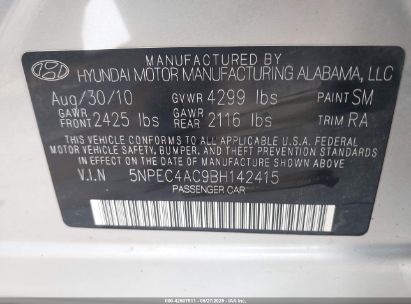 MFD. BY
HYUNDAI MOTOR MANUFACTURING ALABAMA, LLC
Aug/30/10 GVWR 4299 lbs PAINT SM
GAWR FRONT 2425 lbs GAWR REAR 2116 lbs TRIM RA
THIS VEHICLE CONFORMS TO ALL APPLICABLE U.S.A. FEDERAL
MOTOR VEHICLE SAFETY, BUMPER, AND THEFT PREVENTION STANDARDS
IN EFFECT ON THE DATE OF MANUFACTURE SHOWN ABOVE.
V.I.N 5NPEC4AC9BH142415
PASSENGER CAR